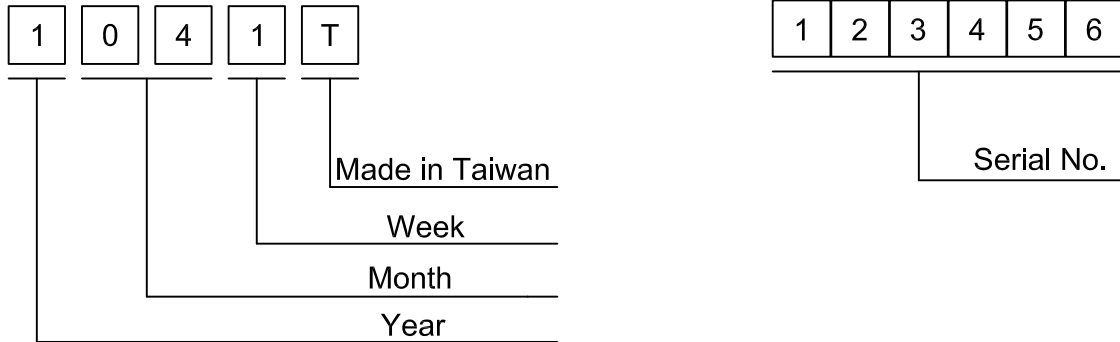 1 0 4 1 T
1 2 3 4 5 6
Made in Taiwan
Serial No.
Week
Month
Year